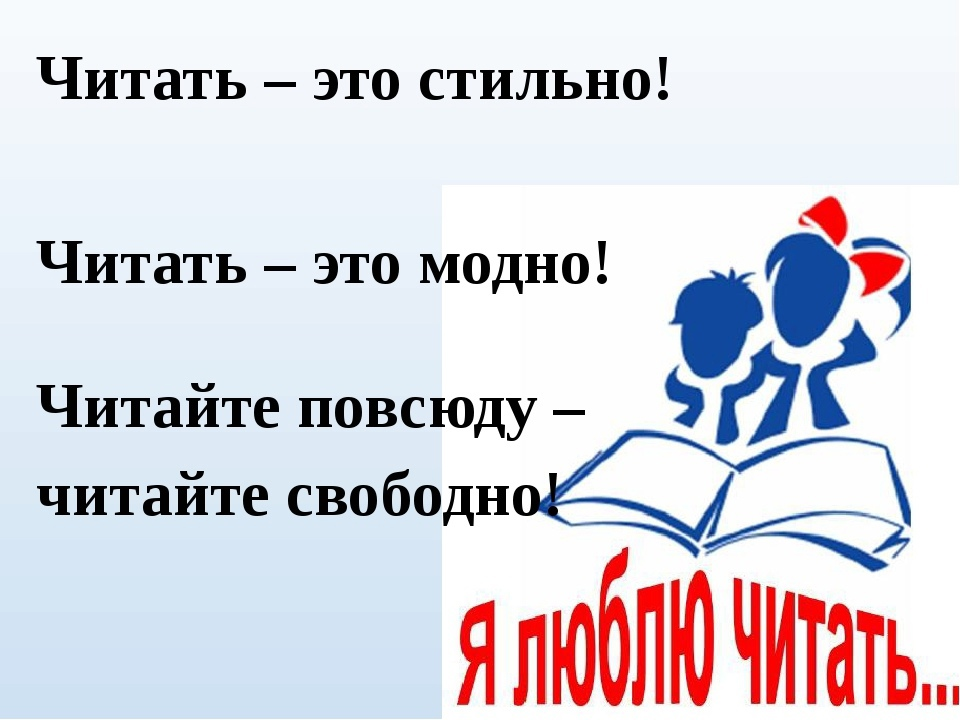 Читать – это стильно!
Читать – это модно!
Читайте повсюду –
читайте свободно!
Я люблю читать...